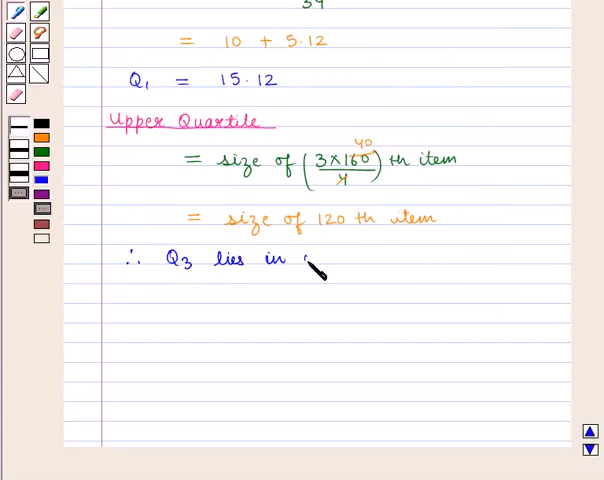 34
= 10 + 5.12
Q₁ = 15.12
Upper Quartile
40
= size of (3×160/4) th item
= size of 120 th item
∴ Q₃ lies in